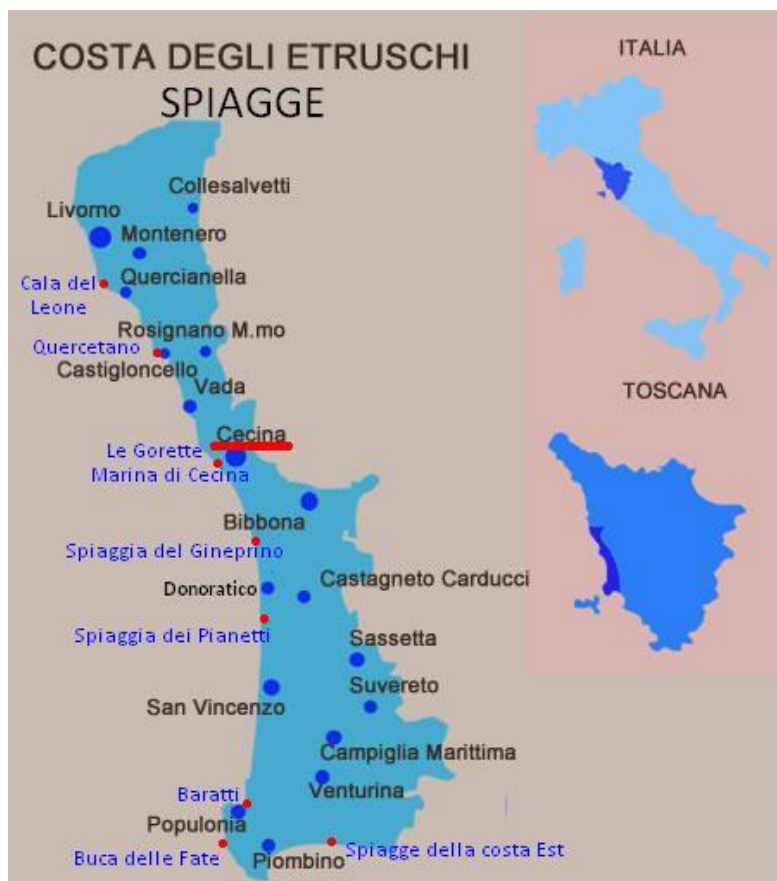 COSTA DEGLI ETRUSCHI
SPIAGGE
ITALIA
TOSCANA
Collesalvetti
Livorno
Montenero
Cala del
Leone
Quercianella
Rosignano M.mo
Quercetano
Castigloncello
Vada
Cecina
Le Gorette
Marina di Cecina
Bibbona
Spiaggia del Gineprino
Donoratico
Castagneto Carducci
Spiaggia dei Pianetti
Sassetta
Suvereto
San Vincenzo
Campiglia Marittima
Venturina
Baratti
Populonia
Buca delle Fate
Piombino
Spiagge della costa Est